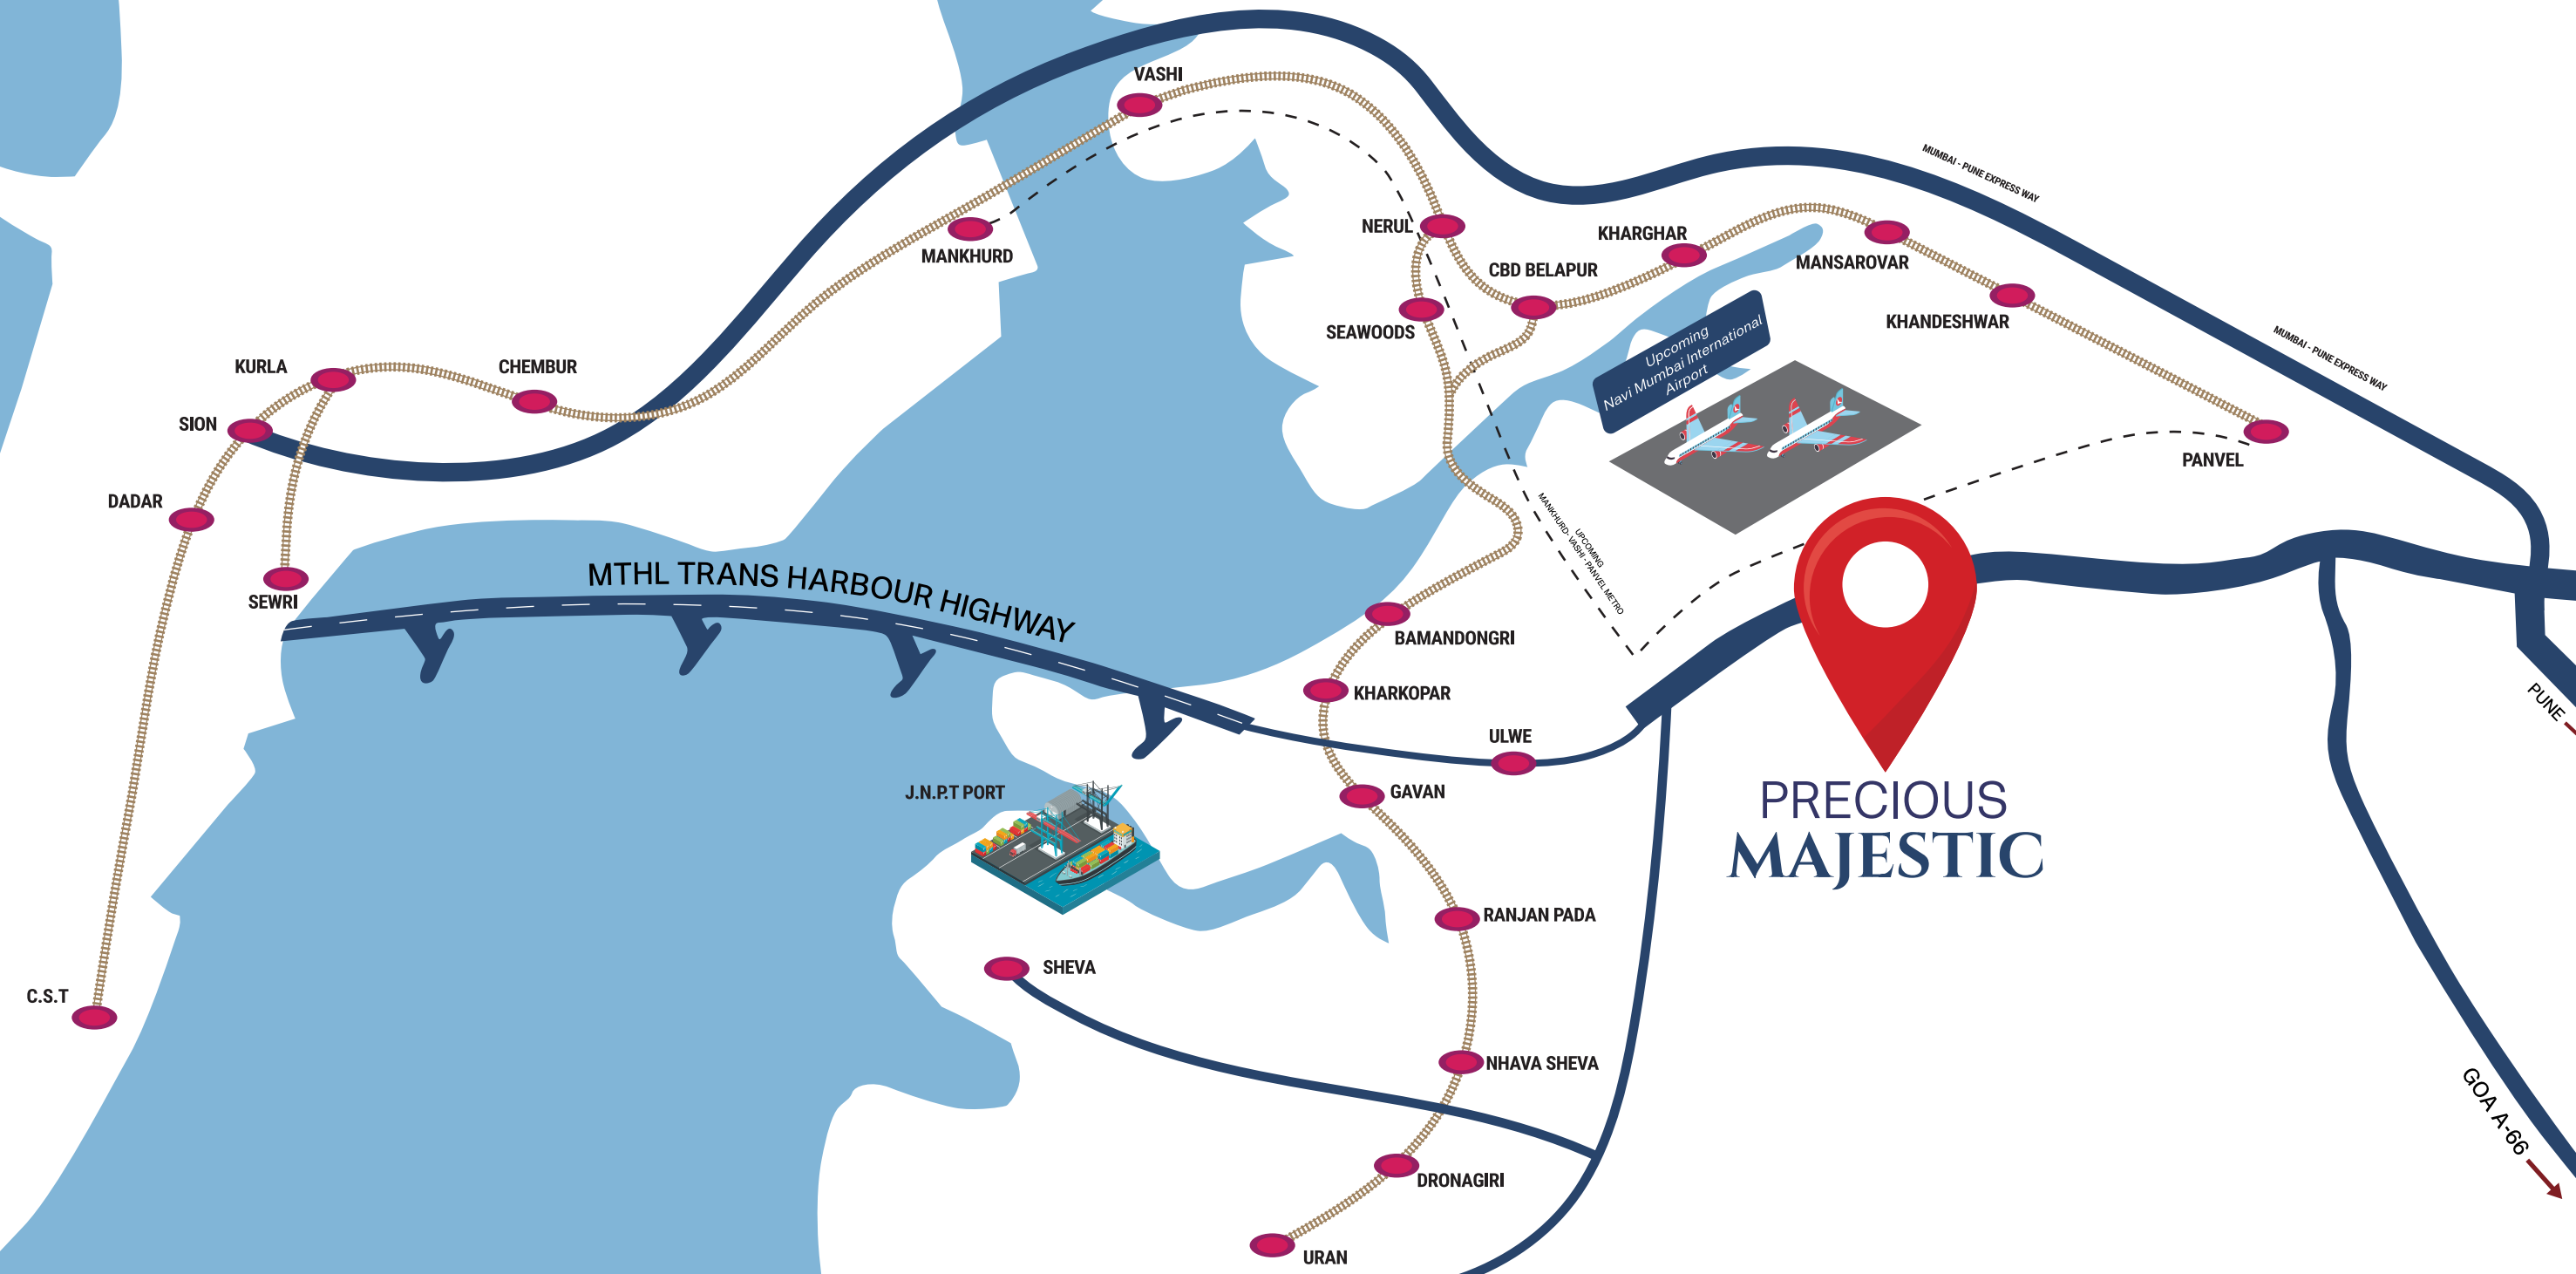 VASHI
MUMBAI - PUNE EXPRESS WAY
NERUL
KHARGHAR
MANKHURD
CBD BELAPUR
MANSAROVAR
SEAWOODS
KHANDESHWAR
Upcoming
Navi Mumbai International
Airport
MUMBAI - PUNE EXPRESS WAY
KURLA
CHEMBUR
SION
PANVEL
DADAR
UPCOMING
MANKHURD- VASHI - PANVEL METRO
SEWRI
MTHL TRANS HARBOUR HIGHWAY
BAMANDONGRI
KHARKOPAR
PUNE
ULWE
J.N.P.T PORT
GAVAN
PRECIOUS
MAJESTIC
RANJAN PADA
SHEVA
C.S.T
NHAVA SHEVA
GOA A-66
DRONAGIRI
URAN